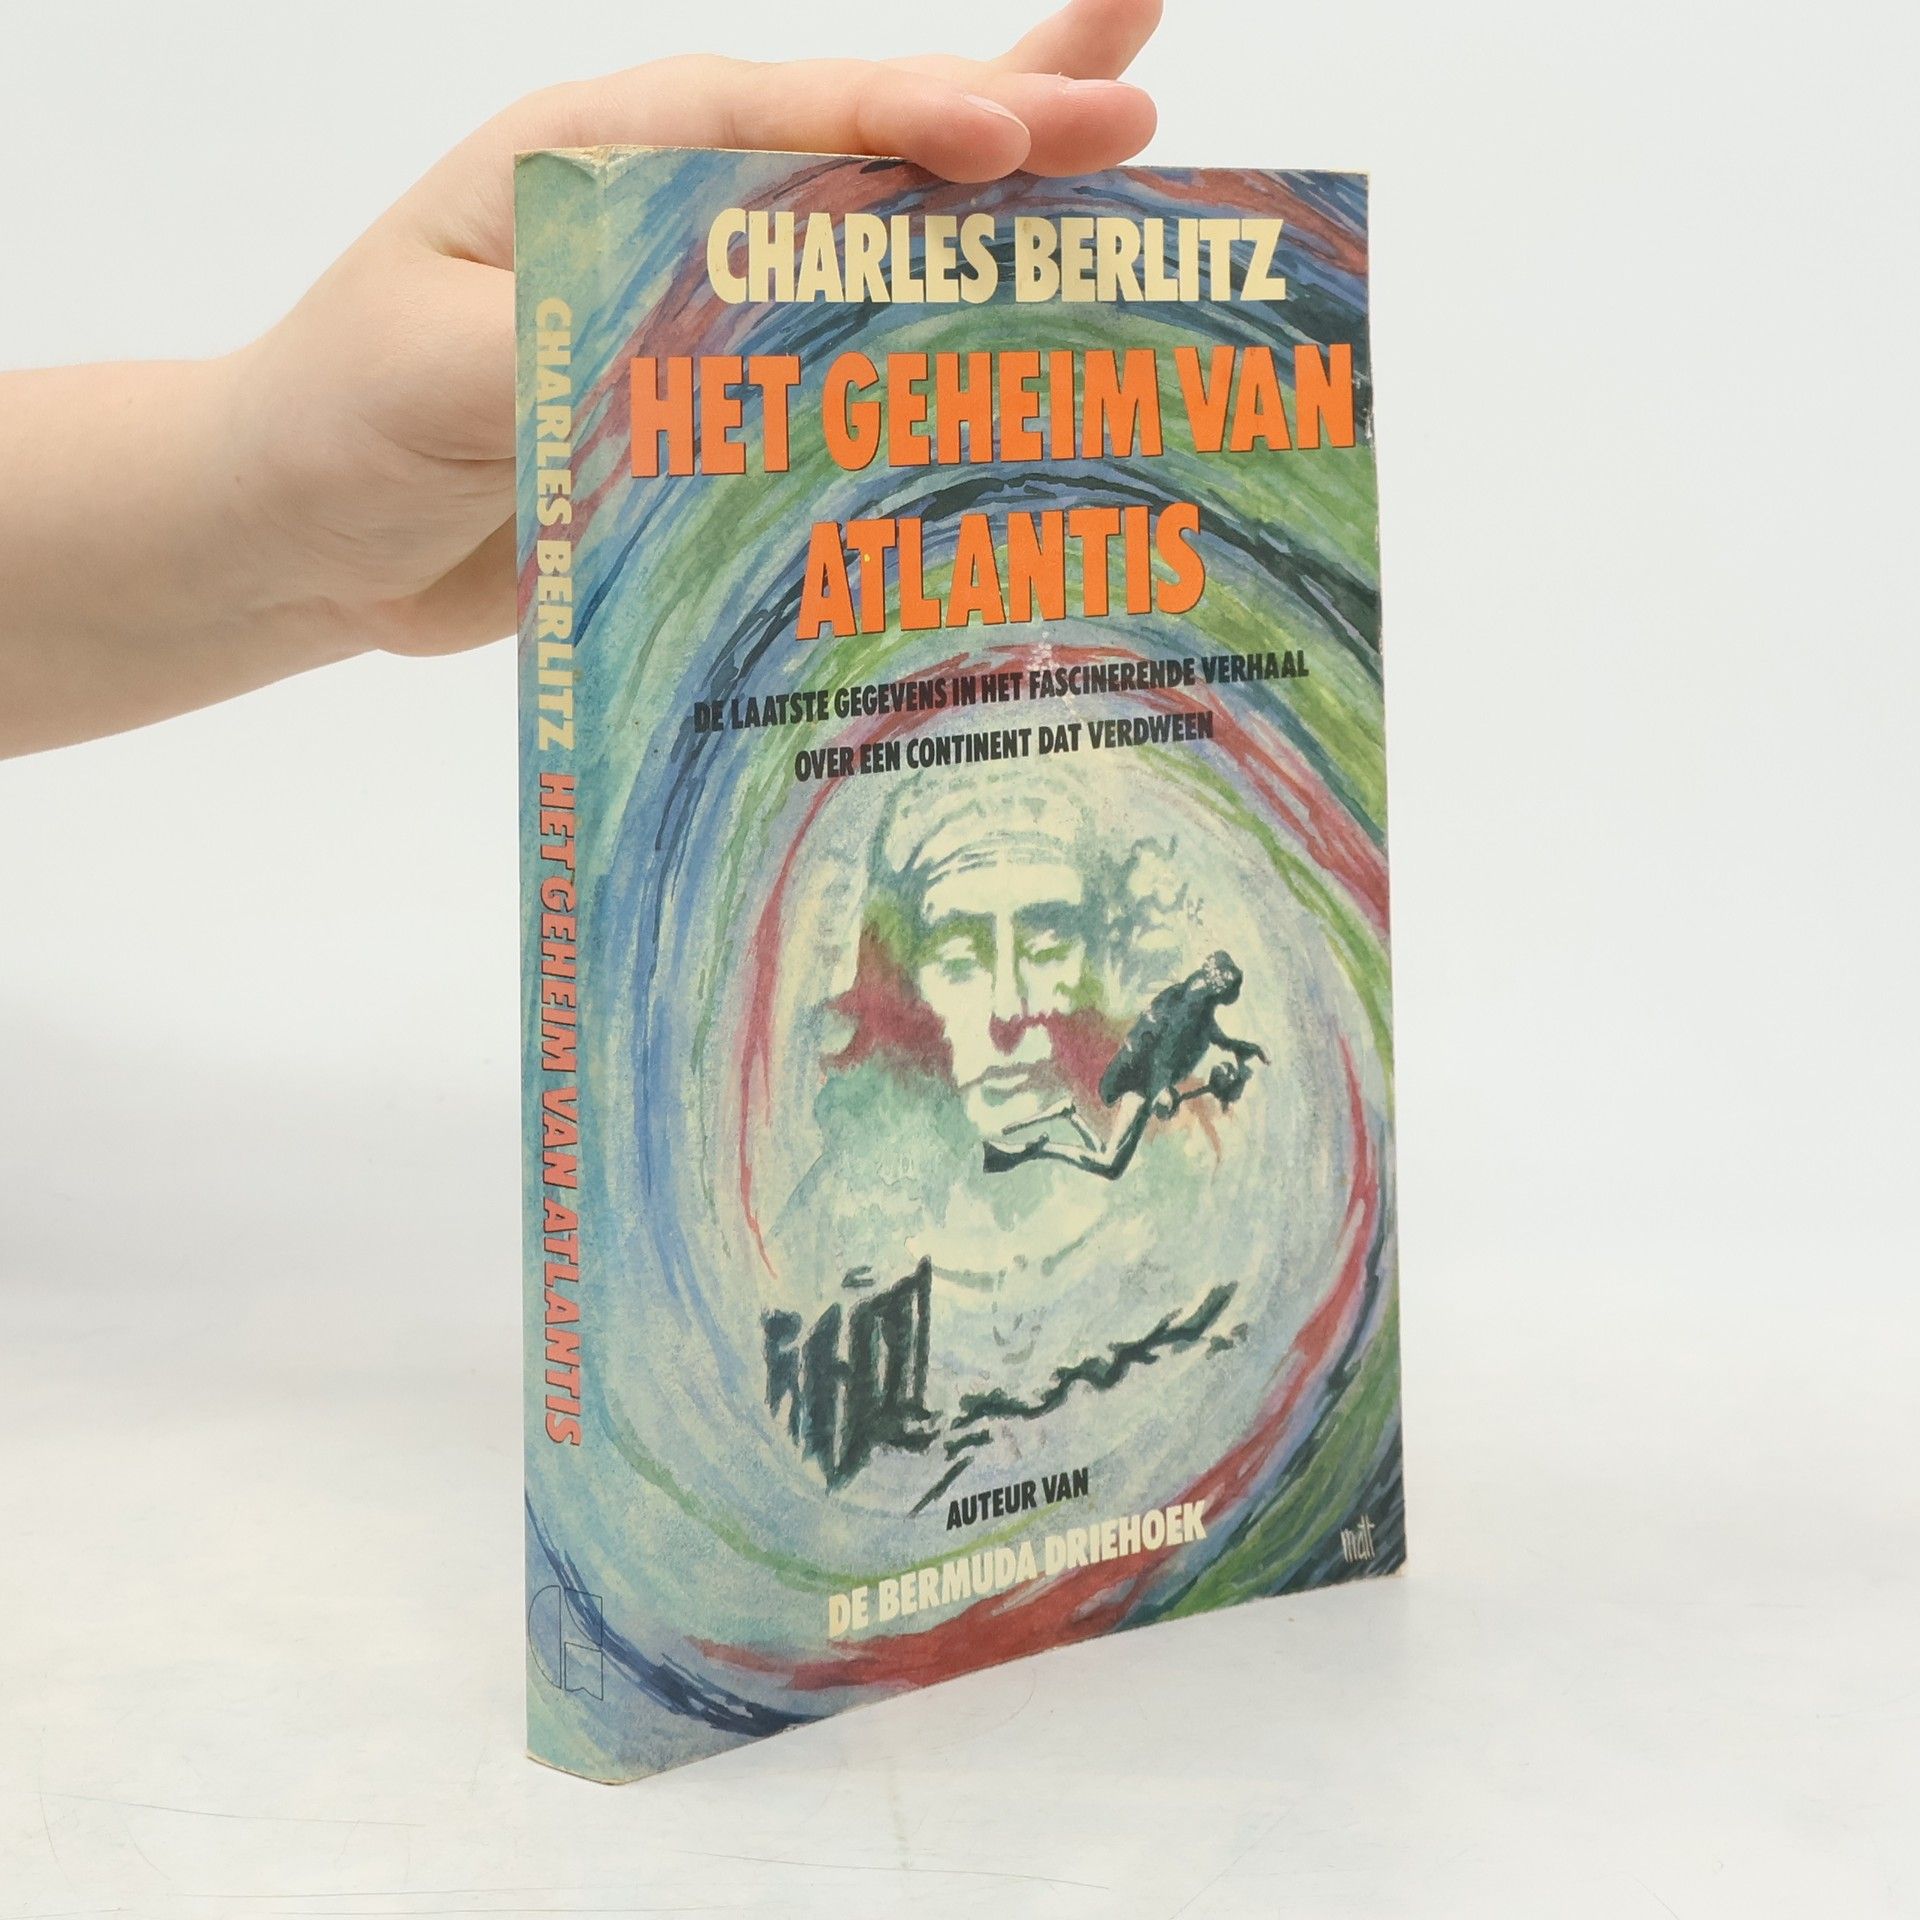 CHARLES BERLITZ
HET GEHEIM VAN
ATLANTIS
DE LAATSTE GEGEVENS IN HET FASCINERENDE VERHAAL
OVER EEN CONTINENT DAT VERDWEEN
AUTEUR VAN
DE BERMUDA DRIEHOEK
matt
CHARLES BERLITZ HET GEHEIM VAN ATLANTIS